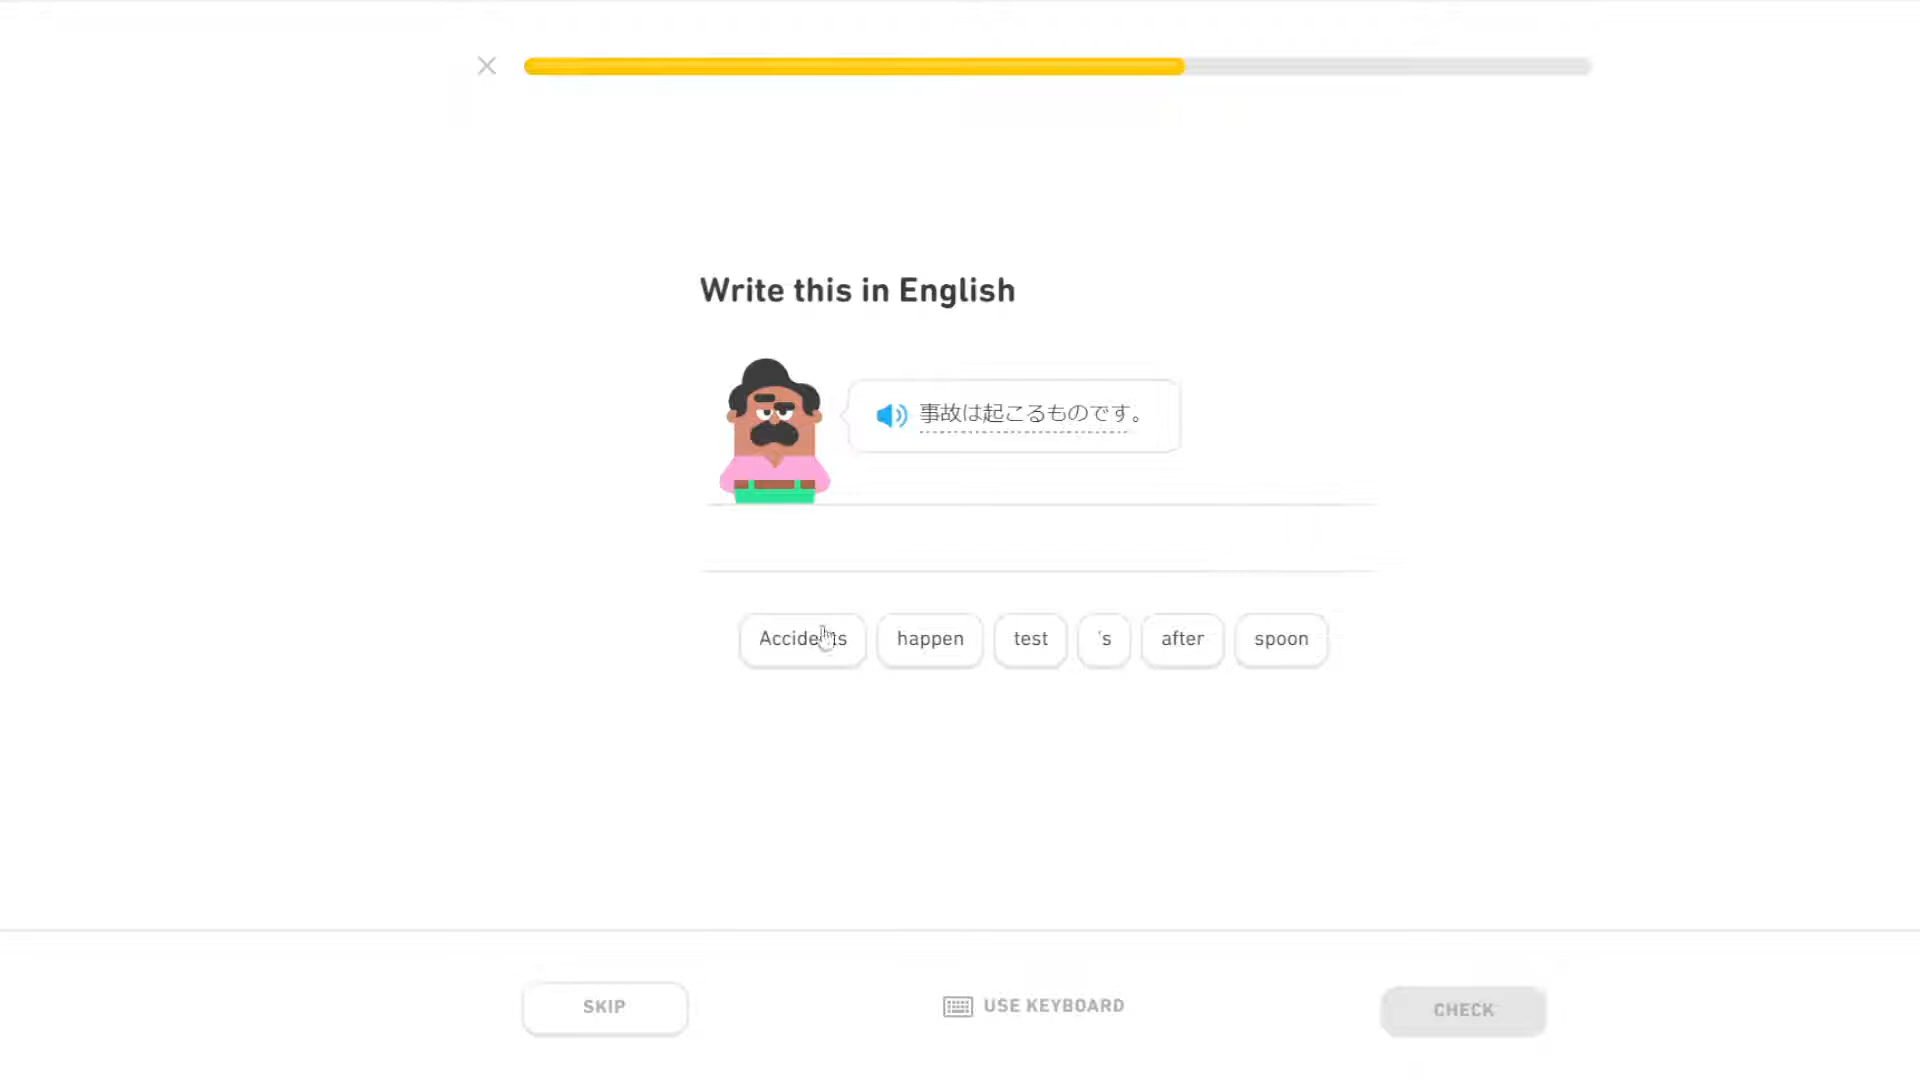 Write this in English
事故は起こるものです。
Accidents happen test 's after spoon
SKIP USE KEYBOARD CHECK